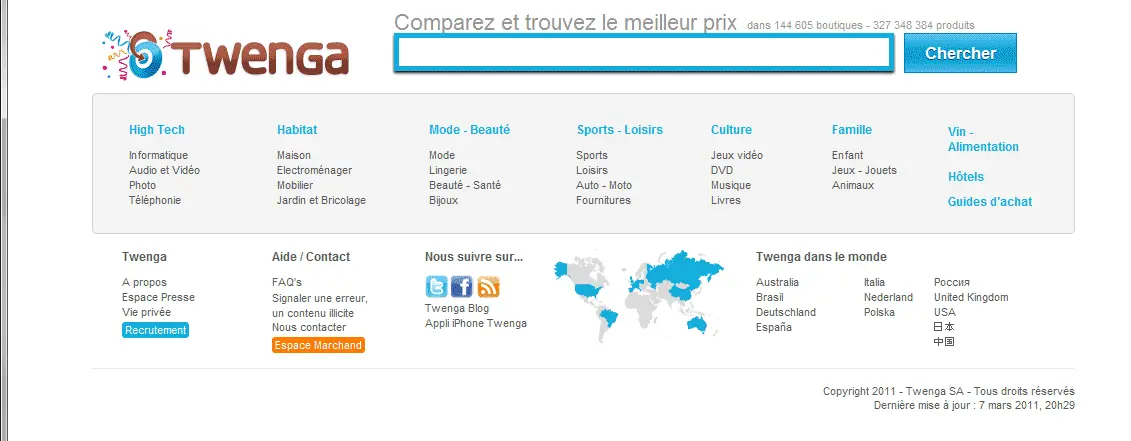 TWENGA
Comparez et trouvez le meilleur prix dans 144 605 boutiques - 327 348 384 produits
Chercher
High Tech
Informatique
Audio et Vidéo
Photo
Téléphonie
Habitat
Maison
Electroménager
Mobilier
Jardin et Bricolage
Mode - Beauté
Mode
Lingerie
Beauté - Santé
Bijoux
Sports - Loisirs
Sports
Loisirs
Auto - Moto
Fournitures
Culture
Jeux vidéo
DVD
Musique
Livres
Famille
Enfant
Jeux - Jouets
Animaux
Vin -
Alimentation
Hôtels
Guides d'achat
Twenga
A propos
Espace Presse
Vie privée
Recrutement
Aide / Contact
FAQ's
Signaler une erreur,
un contenu illicite
Nous contacter
Espace Marchand
Nous suivre sur...
Twenga Blog
Appli iPhone Twenga
Twenga dans le monde
Australia
Brasil
Deutschland
España
Italia
Nederland
Polska
Россия
United Kingdom
USA
日本
中国
Copyright 2011 - Twenga SA - Tous droits réservés
Dernière mise à jour : 7 mars 2011, 20h29